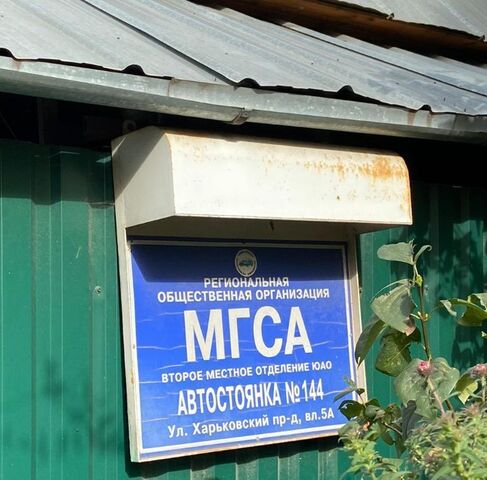 РЕГИОНАЛЬНАЯ
ОБЩЕСТВЕННАЯ ОРГАНИЗАЦИЯ
МГСА
ВТОРОЕ МЕСТНОЕ ОТДЕЛЕНИЕ ЮАО
АВТОСТОЯНКА №144
Ул. Харьковский пр-д, вл.5А